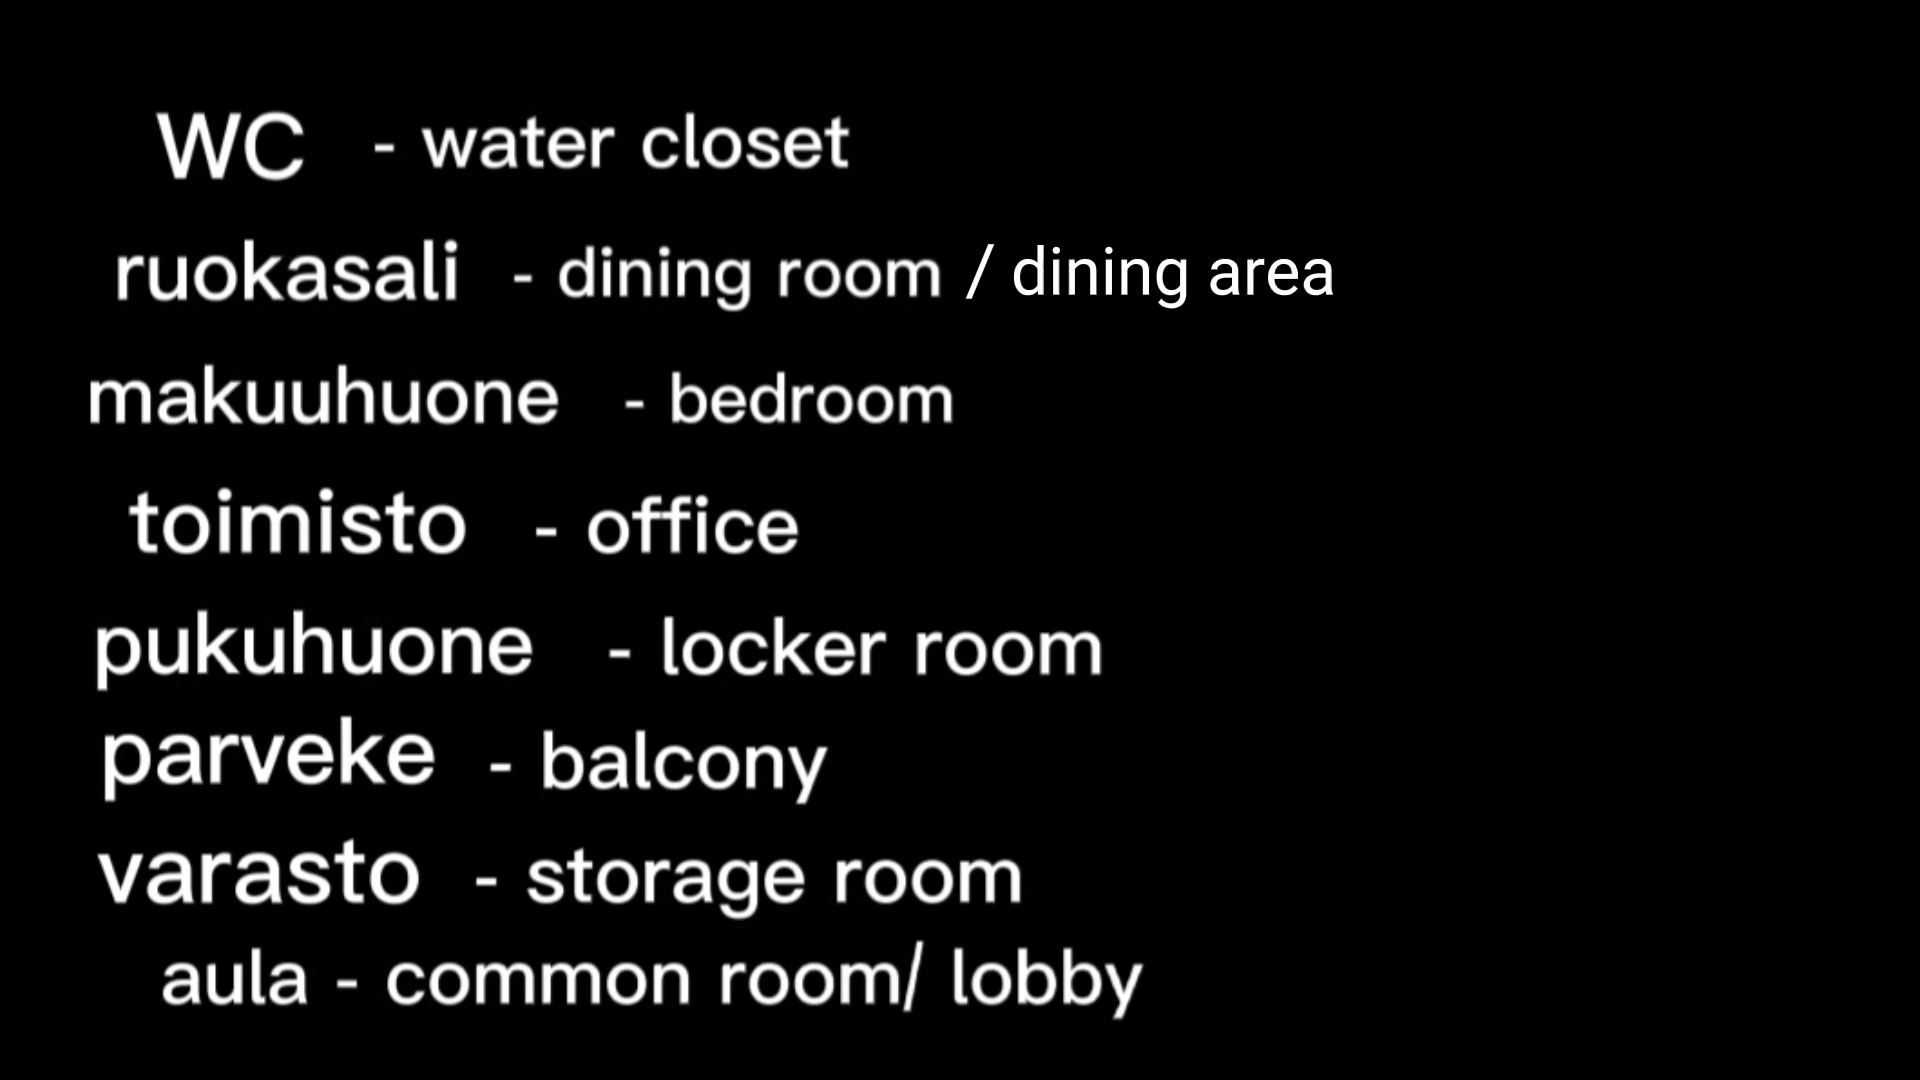 WC - water closet
ruokasali - dining room / dining area
makuuhuone - bedroom
toimisto - office
pukuhuone - locker room
parveke - balcony
varasto - storage room
aula - common room/ lobby